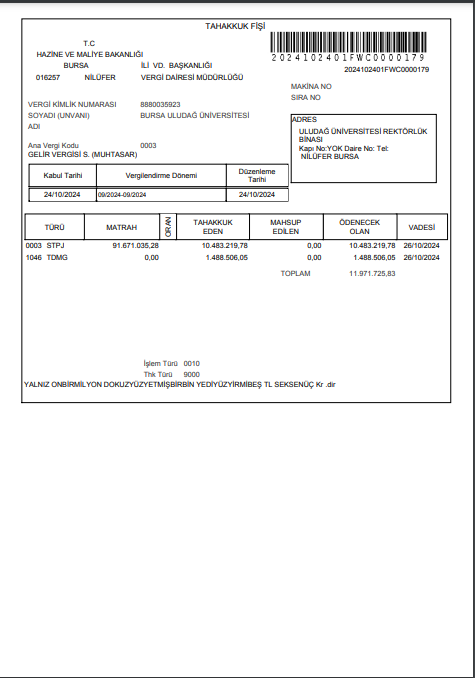 TAHAKKUK FİŞİ
T.C
HAZİNE VE MALİYE BAKANLIĞI
BURSA İLİ VD. BAŞKANLIĞI
016257 NİLÜFER VERGİ DAİRESİ MÜDÜRLÜĞÜ
2024102401FWC0000179
2024102401FWC0000179
MAKİNA NO
SIRA NO
VERGİ KİMLİK NUMARASI 8880035923
SOYADI (UNVANI) BURSA ULUDAĞ ÜNİVERSİTESİ
ADI
ADRES
ULUDAĞ ÜNİVERSİTESİ REKTÖRLÜK
BİNASI
Kapı No:YOK Daire No: Tel:
NİLÜFER BURSA
Ana Vergi Kodu 0003
GELİR VERGİSİ S. (MUHTASAR)
Kabul Tarihi Vergilendirme Dönemi Düzenleme Tarihi
24/10/2024 09/2024-09/2024 24/10/2024
TÜRÜ MATRAH ORAN TAHAKKUK EDEN MAHSUP EDİLEN ÖDENECEK OLAN VADESİ
0003 STPJ 91.671.035,28 10.483.219,78 0,00 10.483.219,78 26/10/2024
1046 TDMG 0,00 1.488.506,05 0,00 1.488.506,05 26/10/2024
TOPLAM 11.971.725,83
İşlem Türü 0010
Thk Türü 9000
YALNIZ ONBİRMİLYON DOKUZYÜZYETMİŞBİRBİN YEDİYÜZYİRMİBEŞ TL SEKSENÜÇ Kr .dir